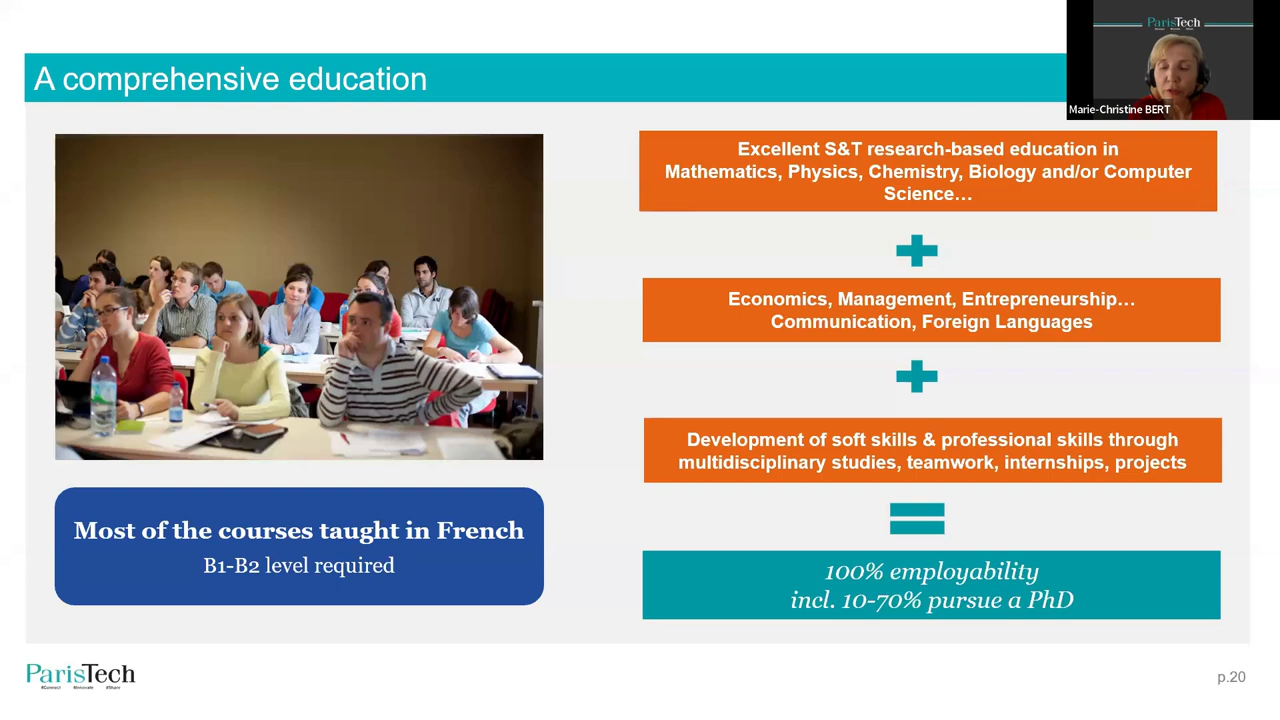 ParisTech
Marie-Christine BERT
A comprehensive education
Excellent S&T research-based education in
Mathematics, Physics, Chemistry, Biology and/or Computer
Science…
Economics, Management, Entrepreneurship…
Communication, Foreign Languages
Development of soft skills & professional skills through
multidisciplinary studies, teamwork, internships, projects
100% employability
incl. 10-70% pursue a PhD
Most of the courses taught in French
B1-B2 level required
ParisTech
#Connect #Innovate #Share
p.20